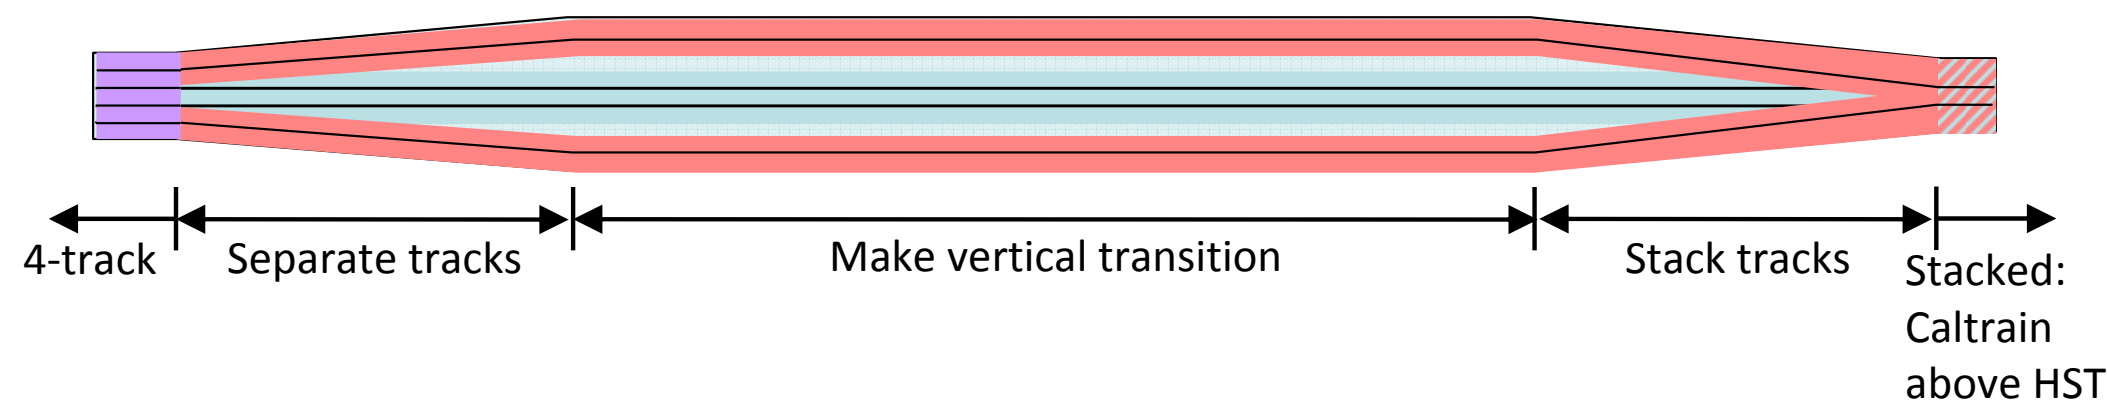 4-track
Separate tracks
Make vertical transition
Stack tracks
Stacked:
Caltrain
above HST